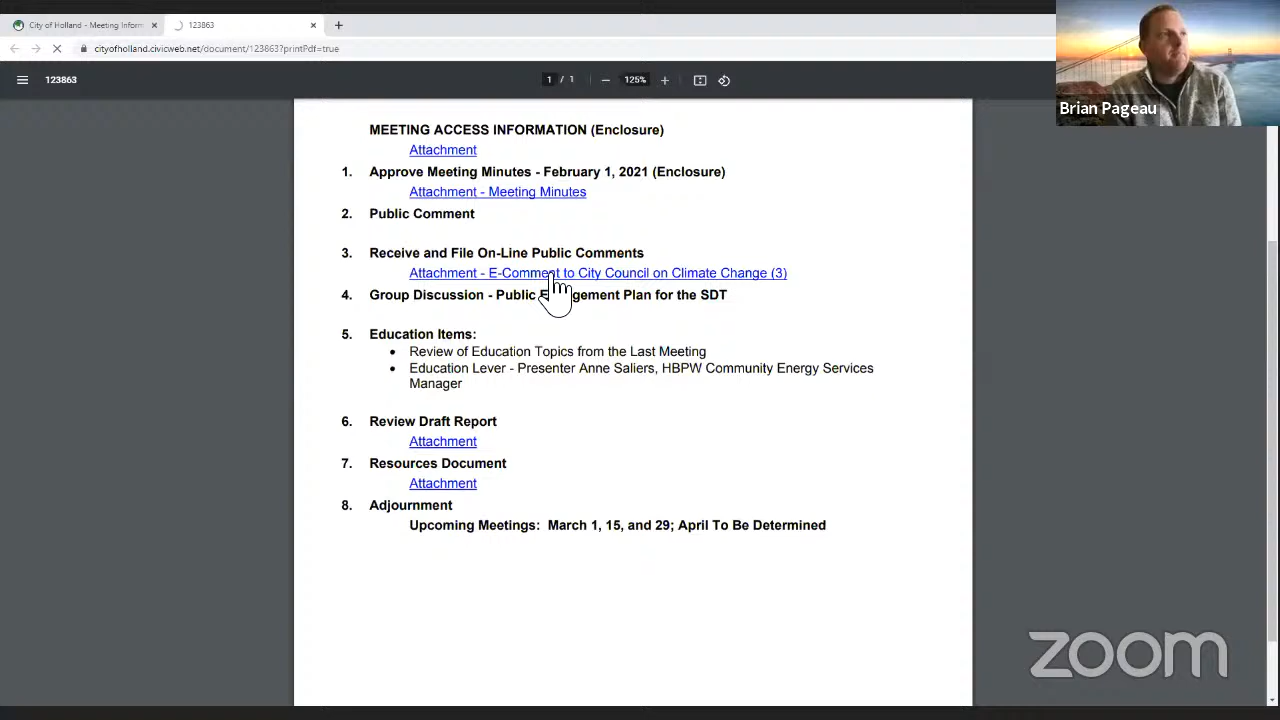 City of Holland - Meeting Inform
123863
cityofholland.civicweb.net/document/123863?printPdf=true
123863
1 / 1
125%
Brian Pageau
MEETING ACCESS INFORMATION (Enclosure)
Attachment
1. Approve Meeting Minutes - February 1, 2021 (Enclosure)
Attachment - Meeting Minutes
2. Public Comment
3. Receive and File On-Line Public Comments
Attachment - E-Comment to City Council on Climate Change (3)
4. Group Discussion - Public Engagement Plan for the SDT
5. Education Items:
• Review of Education Topics from the Last Meeting
• Education Lever - Presenter Anne Saliers, HBPW Community Energy Services
Manager
6. Review Draft Report
Attachment
7. Resources Document
Attachment
8. Adjournment
Upcoming Meetings: March 1, 15, and 29; April To Be Determined
zoom